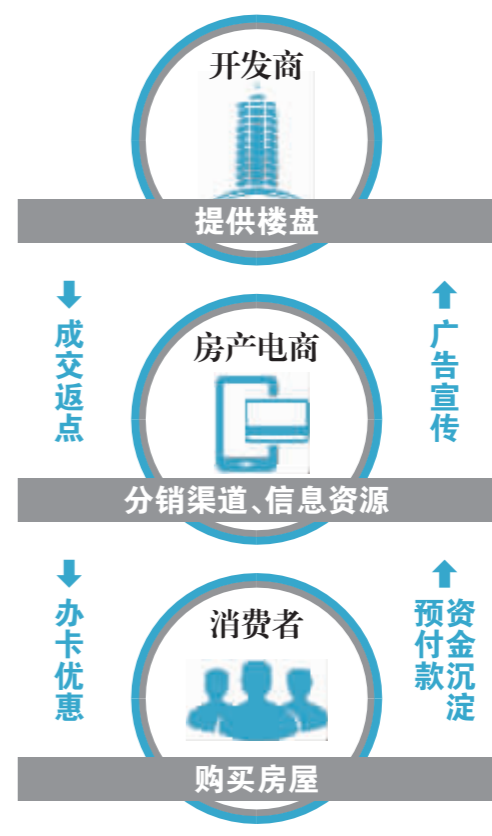 开发商
提供楼盘
成交返点
广告宣传
房产电商
分销渠道、信息资源
办卡优惠
预付款
资金沉淀
消费者
购买房屋